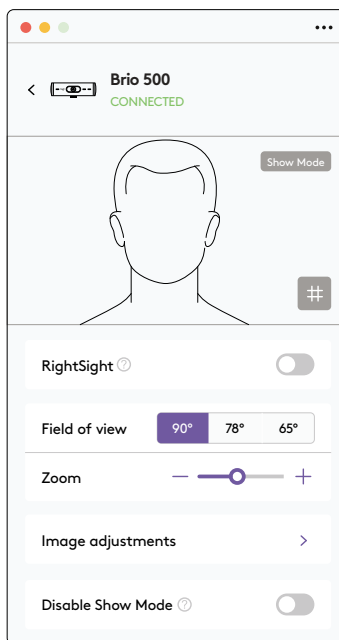 Brio 500
CONNECTED
Show Mode
RightSight
Field of view 90° 78° 65°
Zoom
Image adjustments
Disable Show Mode